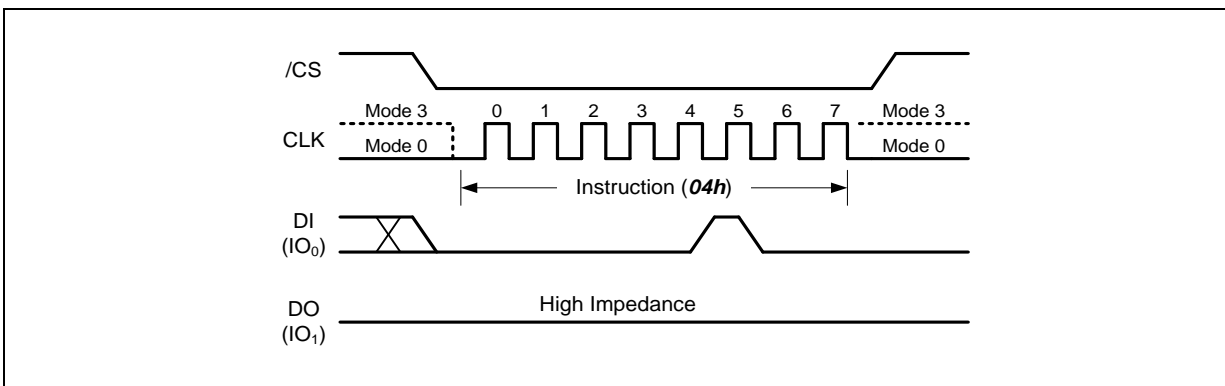 /CS
Mode 3 0 1 2 3 4 5 6 7 Mode 3
CLK
Mode 0 Mode 0
Instruction (04h)
DI
(IO₀)
High Impedance
DO
(IO₁)